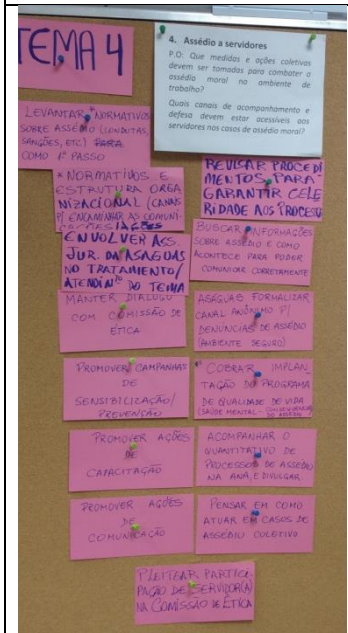 TEMA 4
4. Assédio a servidores
P.O: Que medidas e ações coletivas
devem ser tomadas para combater o
assédio moral no ambiente de
trabalho?
Quais canais de acompanhamento e
defesa devem estar acessíveis aos
servidores nos casos de assédio moral?
LEVANTAR NORMATIVOS
SOBRE ASSÉDIO (CONDUTAS,
SANÇÕES, ETC)
COMO 1º PASSO
* NORMATIVOS E
ESTRUTURA ORGA
NIZACIONAL (CANAIS
P/ ENCAMINHAR AS COMUNI-
CAÇÕES
REVISAR PROCEDI
MENTOS PARA
GARANTIR CELE
RIDADE AOS PROCESSO
ENVOLVER ASS.
JUR. DA ASÁGUAS
NO TRATAMENTO/
DO TEMA
BUSCAR INFORMAÇÕES
SOBRE ASSÉDIO E COMO
ACONTECE PARA PODER
COMUNICAR CORRETAMENTE
MANTER DIÁLOGO
COM COMISSÃO DE
ÉTICA
ASÁGUAS FORMALIZAR
CANAL ANÔNIMO P/
DENÚNCIAS DE ASSÉDIO
(AMBIENTE SEGURO)
PROMOVER CAMPANHAS
DE
SENSIBILIZAÇÃO/
PREVENSÃO
* COBRAR IMPLAN
TAÇÃO DO PROGRAMA
DE QUALIDADE DE VIDA
(SAÚDE MENTAL -
PROMOVER AÇÕES
DE
CAPACITAÇÃO
ACOMPANHAR O
QUANTITATIVO DE
PROCESSOS DE ASSÉDIO
NA ANA, E DIVULGAR
PROMOVER AÇÕES
DE
COMUNICAÇÃO
PENSAR EM COMO
ATUAR EM CASOS DE
ASSÉDIO COLETIVO
PLEITEAR PARTICI-
PAÇÃO DE SERVIDOR(A)
NA COMISSÃO DE ÉTICA